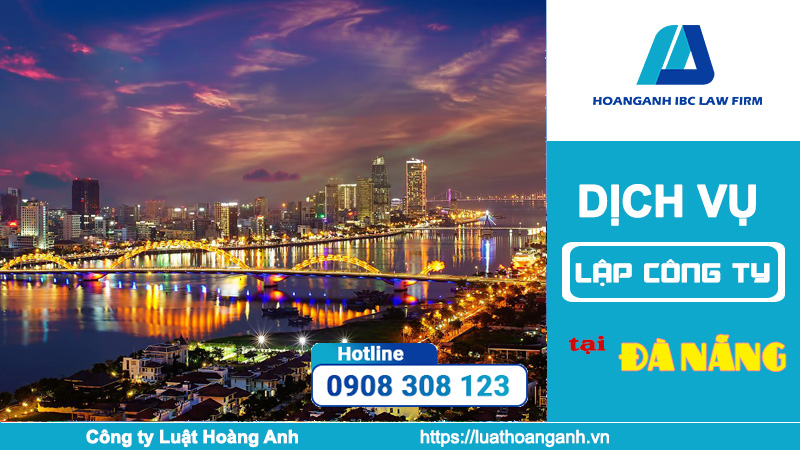 HOANGANH IBC LAW FIRM
DỊCH VỤ
LẬP CÔNG TY
tại
ĐÀ NẴNG
Hotline
0908 308 123
Công ty Luật Hoàng Anh
https://luathoanganh.vn